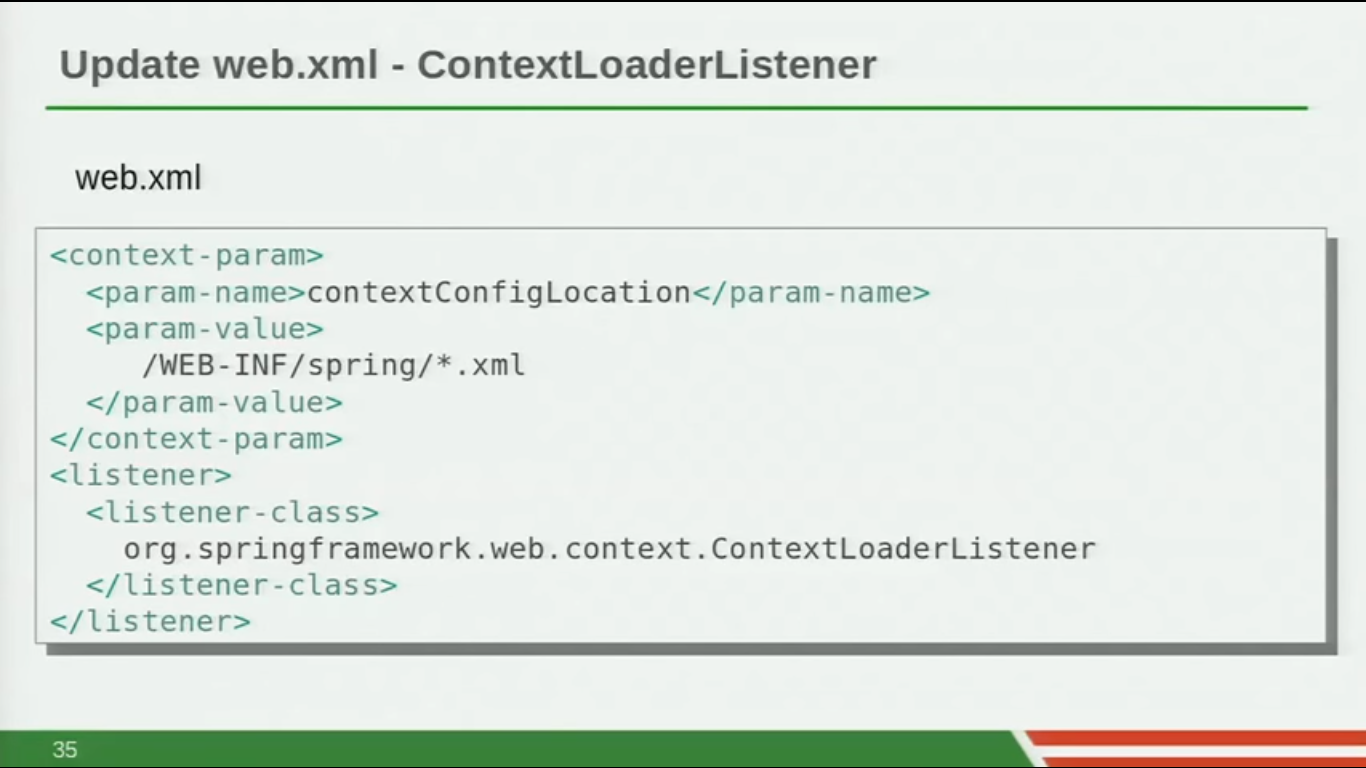 Update web.xml - ContextLoaderListener
web.xml
<context-param>
  <param-name>contextConfigLocation</param-name>
  <param-value>
     /WEB-INF/spring/*.xml
  </param-value>
</context-param>
<listener>
  <listener-class>
    org.springframework.web.context.ContextLoaderListener
  </listener-class>
</listener>
35